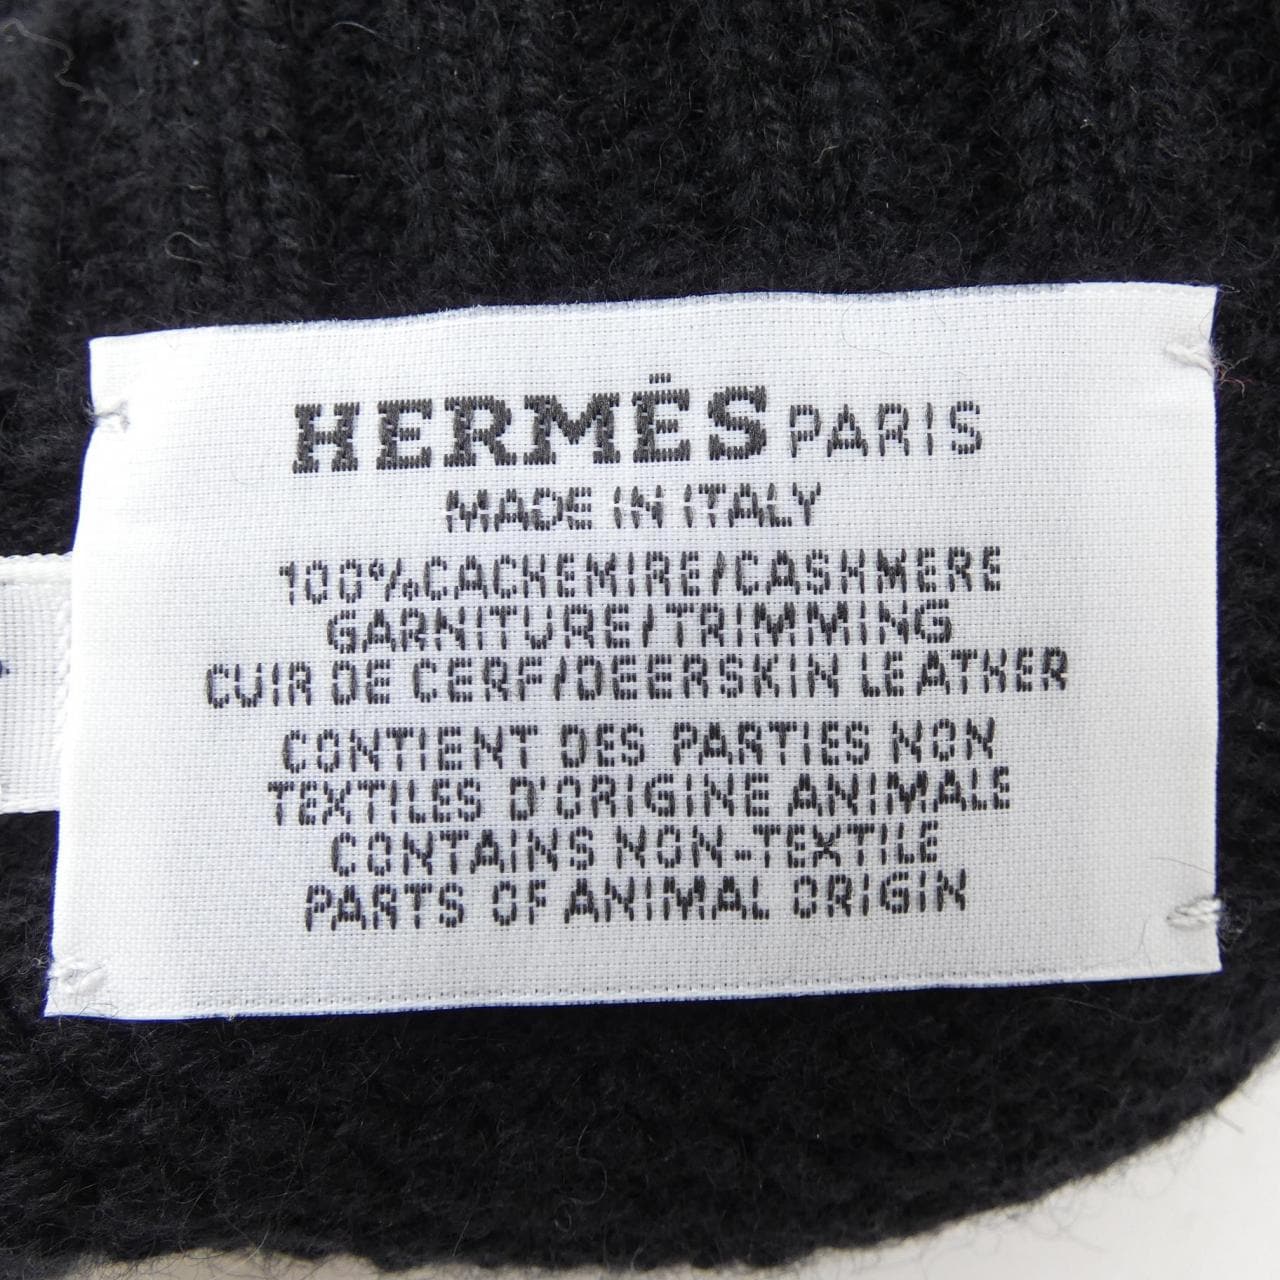 HERMÈS PARIS
MADE IN ITALY
100%CACHEMIRE/CASHMERE
GARNITURE/TRIMMING
CUIR DE CERF/DEERSKIN LEATHER
CONTIENT DES PARTIES NON
TEXTILES D'ORIGINE ANIMALE
CONTAINS NON-TEXTILE
PARTS OF ANIMAL ORIGIN